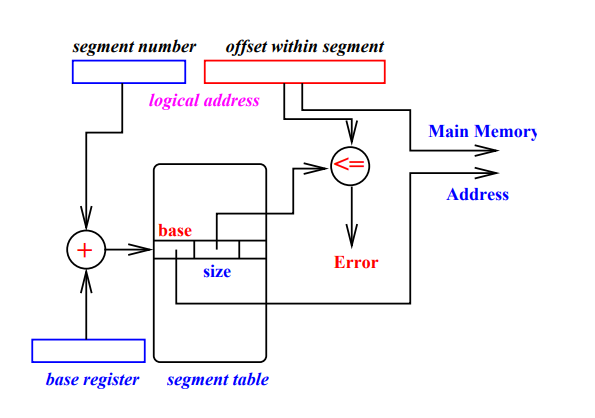 segment number
offset within segment
logical address
Main Memory
<=
Address
base
+
size
Error
base register
segment table